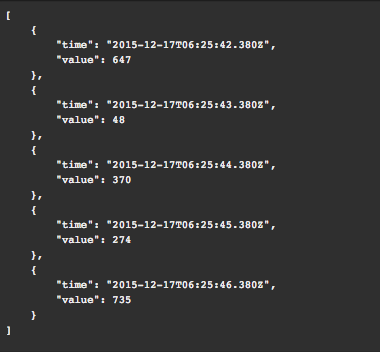 [
    {
        "time": "2015-12-17T06:25:42.380Z",
        "value": 647
    },
    {
        "time": "2015-12-17T06:25:43.380Z",
        "value": 48
    },
    {
        "time": "2015-12-17T06:25:44.380Z",
        "value": 370
    },
    {
        "time": "2015-12-17T06:25:45.380Z",
        "value": 274
    },
    {
        "time": "2015-12-17T06:25:46.380Z",
        "value": 735
    }
]